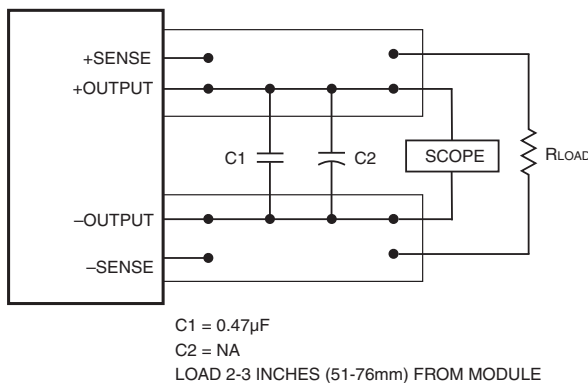 +SENSE
+OUTPUT
C1
C2
SCOPE
RLOAD
–OUTPUT
–SENSE
C1 = 0.47µF
C2 = NA
LOAD 2-3 INCHES (51-76mm) FROM MODULE